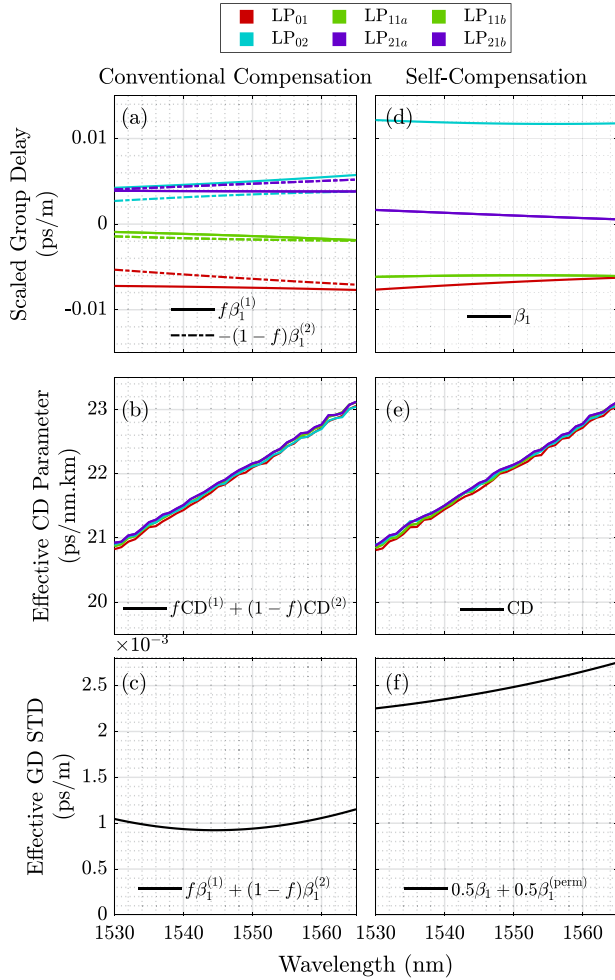 LP₀₁ LP₁₁ₐ LP₁₁b
LP₀₂ LP₂₁ₐ LP₂₁b
Conventional Compensation Self-Compensation
(a) (d)
Scaled Group Delay
(ps/m)
0.01
0
-0.01
fβ₁⁽¹⁾
−(1 − f)β₁⁽²⁾
β₁
(b) (e)
Effective CD Parameter
(ps/nm.km)
23
22
21
20
fCD⁽¹⁾ + (1 − f)CD⁽²⁾
CD
×10⁻³
(c) (f)
Effective GD STD
(ps/m)
2.5
2
1.5
1
0.5
0
fβ₁⁽¹⁾ + (1 − f)β₁⁽²⁾
0.5β₁ + 0.5β₁⁽ᵖᵉʳᵐ⁾
1530 1540 1550 1560 1530 1540 1550 1560
Wavelength (nm)